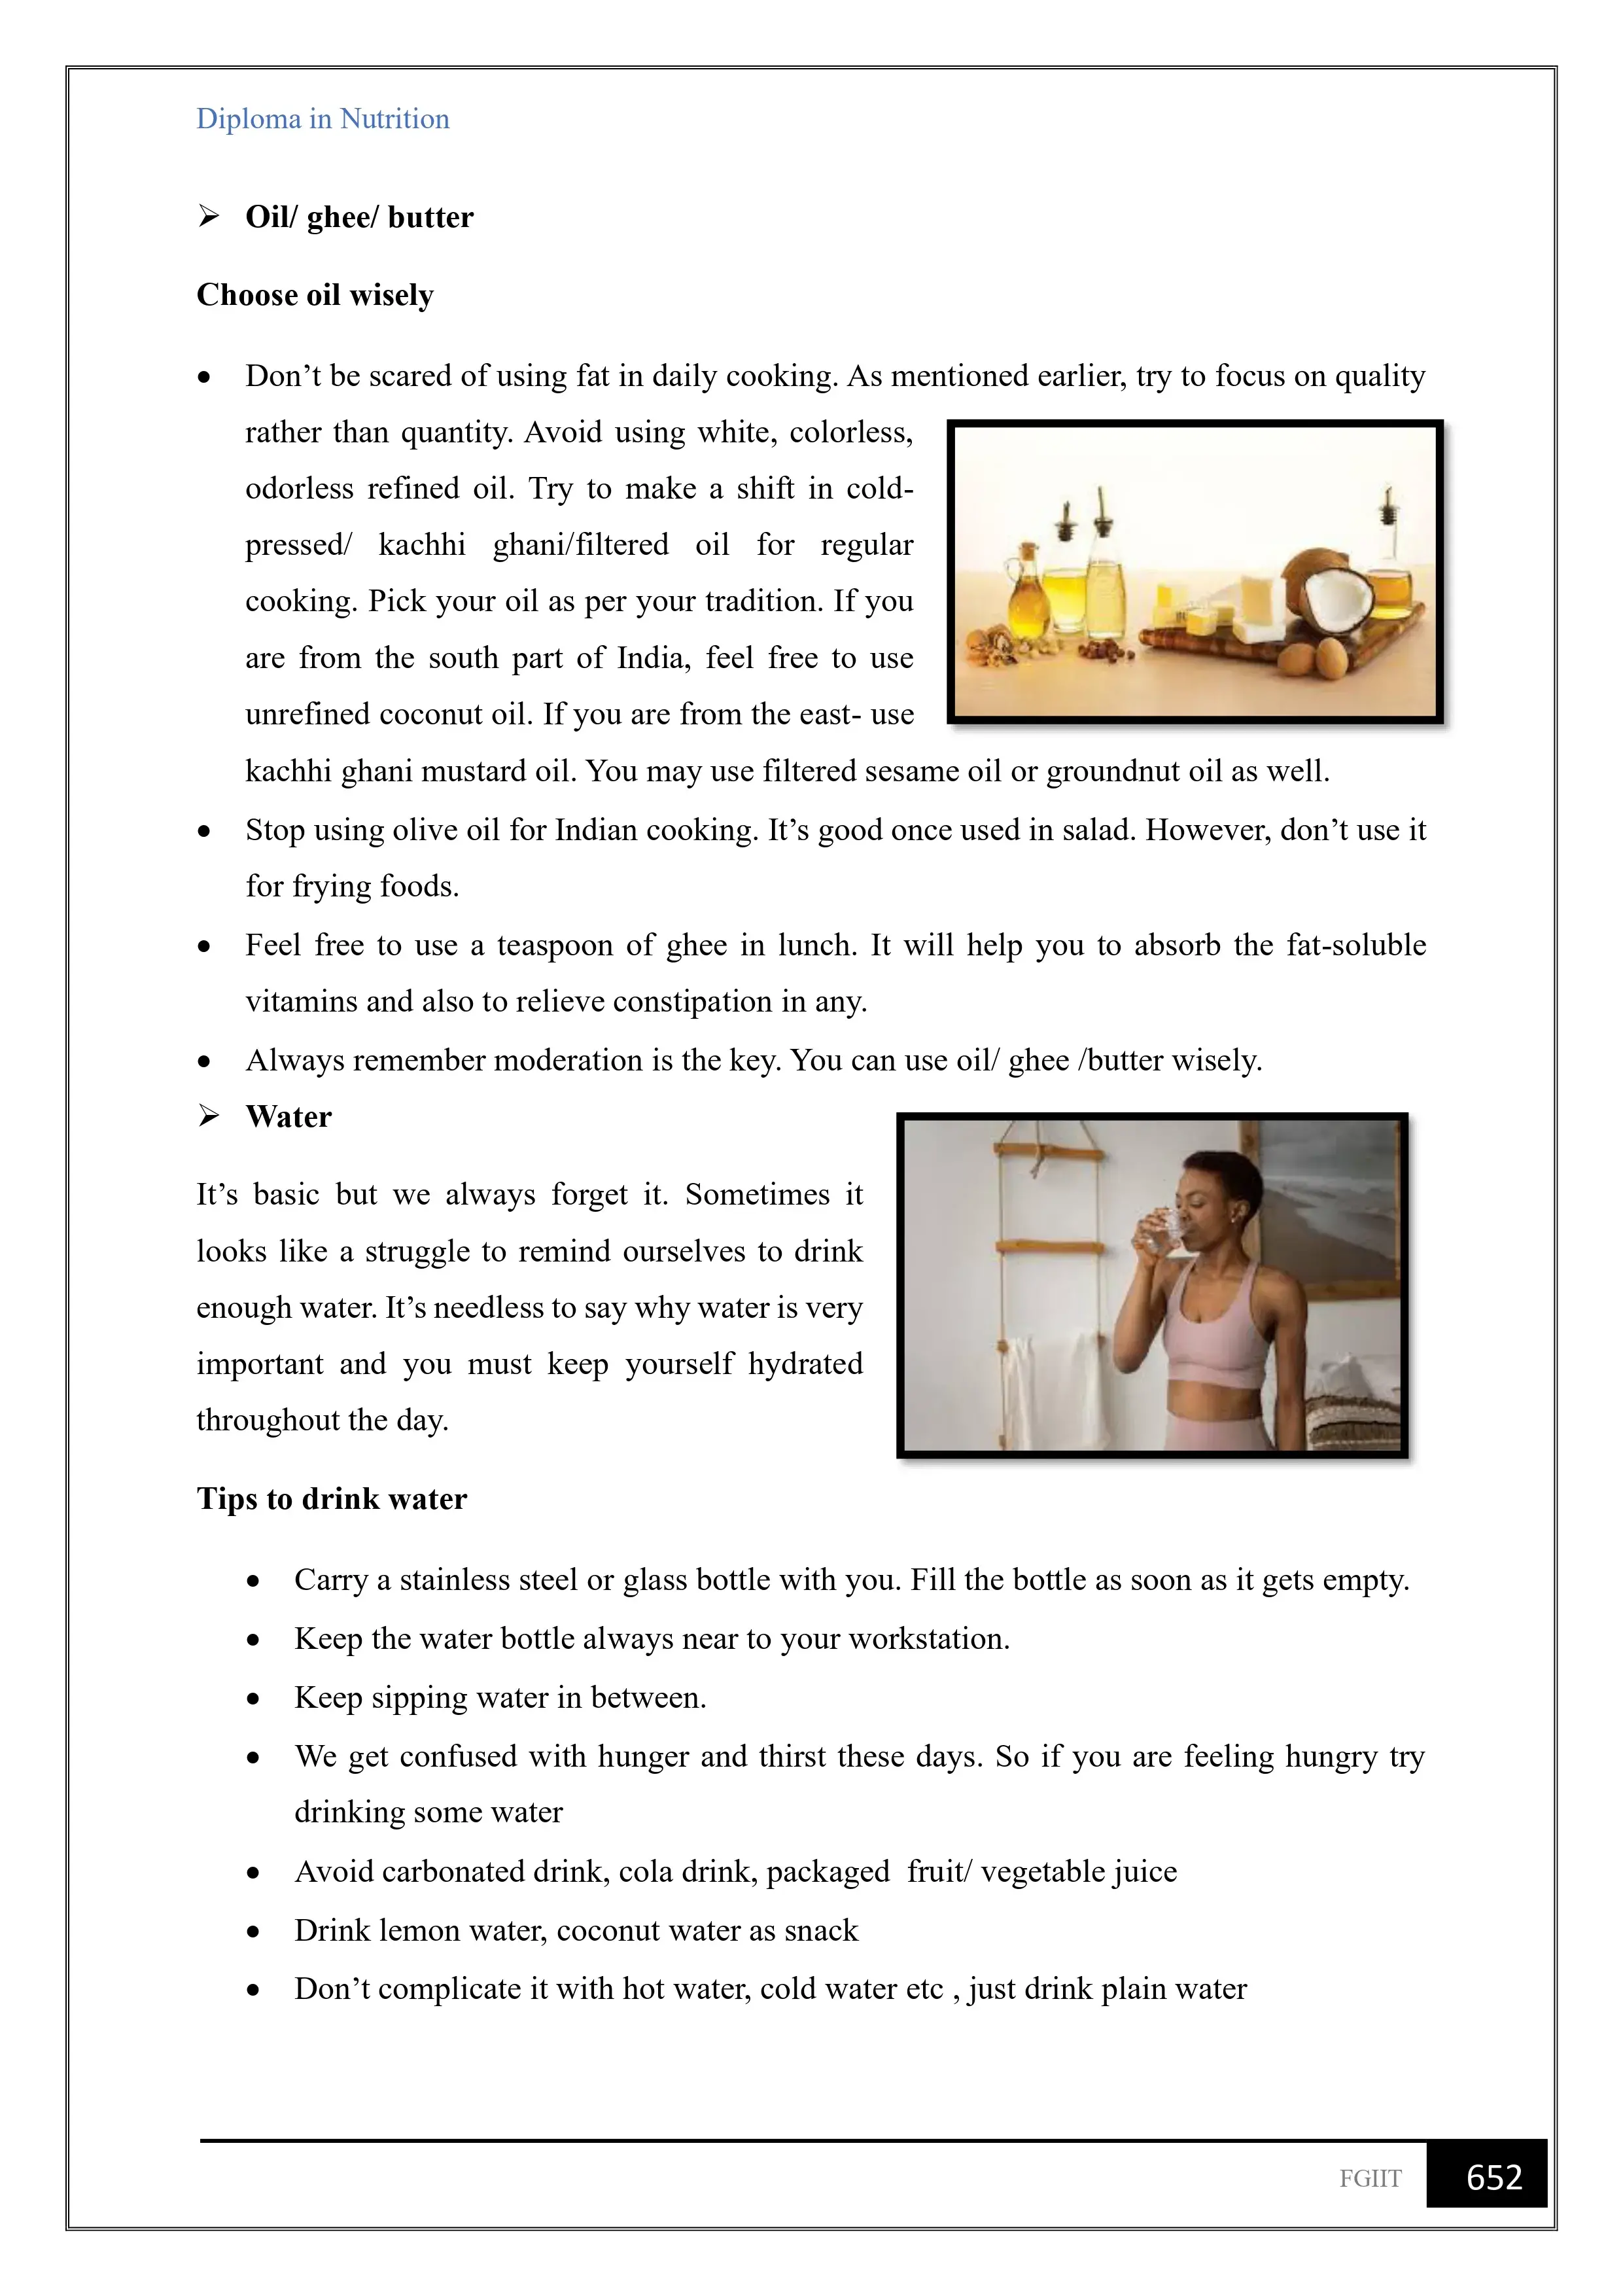 Diploma in Nutrition
➢ Oil/ ghee/ butter
Choose oil wisely
• Don’t be scared of using fat in daily cooking. As mentioned earlier, try to focus on quality
rather than quantity. Avoid using white, colorless,
odorless refined oil. Try to make a shift in cold-
pressed/ kachhi ghani/filtered oil for regular
cooking. Pick your oil as per your tradition. If you
are from the south part of India, feel free to use
unrefined coconut oil. If you are from the east- use
kachhi ghani mustard oil. You may use filtered sesame oil or groundnut oil as well.
• Stop using olive oil for Indian cooking. It’s good once used in salad. However, don’t use it
for frying foods.
• Feel free to use a teaspoon of ghee in lunch. It will help you to absorb the fat-soluble
vitamins and also to relieve constipation in any.
• Always remember moderation is the key. You can use oil/ ghee /butter wisely.
➢ Water
It’s basic but we always forget it. Sometimes it
looks like a struggle to remind ourselves to drink
enough water. It’s needless to say why water is very
important and you must keep yourself hydrated
throughout the day.
Tips to drink water
• Carry a stainless steel or glass bottle with you. Fill the bottle as soon as it gets empty.
• Keep the water bottle always near to your workstation.
• Keep sipping water in between.
• We get confused with hunger and thirst these days. So if you are feeling hungry try
drinking some water
• Avoid carbonated drink, cola drink, packaged  fruit/ vegetable juice
• Drink lemon water, coconut water as snack
• Don’t complicate it with hot water, cold water etc , just drink plain water
FGIIT 652